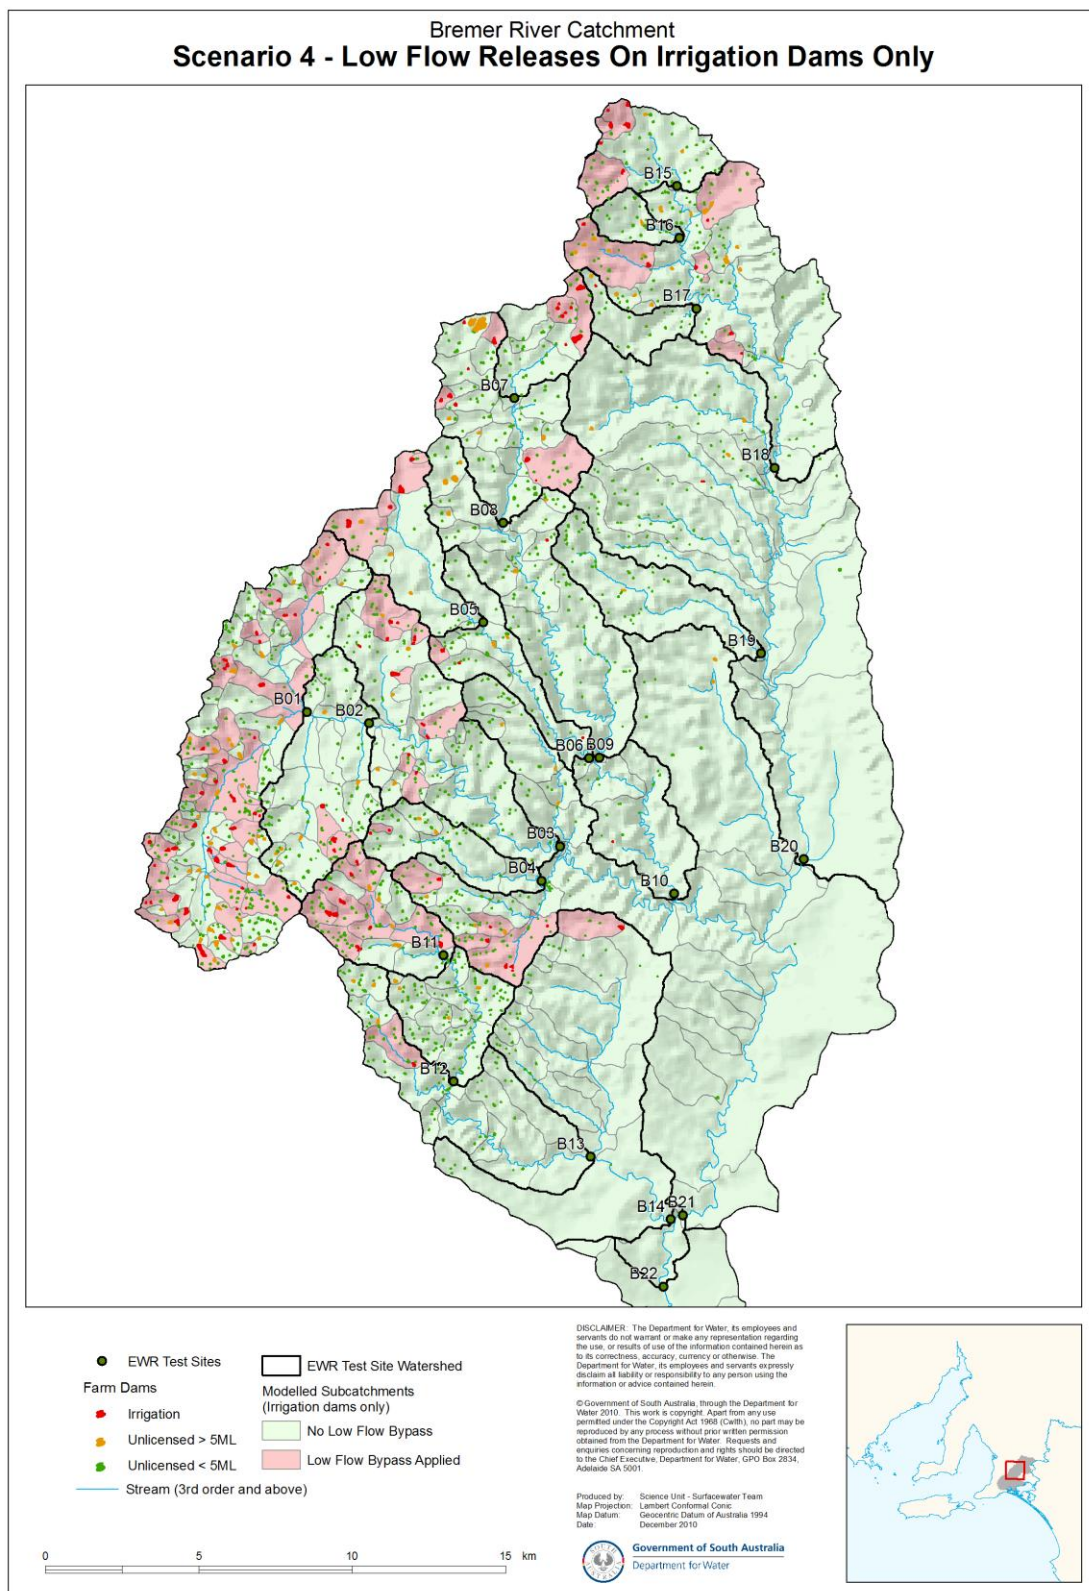 Bremer River Catchment
Scenario 4 - Low Flow Releases On Irrigation Dams Only
B15
B16
B17
B07
B18
B08
B05
B19
B01
B02
B06
B09
B03
B20
B04
B10
B11
B12
B13
B14
B21
B22
EWR Test Sites
Farm Dams
Irrigation
Unlicensed > 5ML
Unlicensed < 5ML
Stream (3rd order and above)
EWR Test Site Watershed
Modelled Subcatchments
(Irrigation dams only)
No Low Flow Bypass
Low Flow Bypass Applied
0 5 10 15 km
DISCLAIMER: The Department for Water, its employees and
servants do not warrant or make any representation regarding
the use, or results of use of the information contained herein as
to its correctness, accuracy, currency or otherwise. The
Department for Water, its employees and servants expressly
disclaim all liability or responsibility to any person using the
information or advice contained herein.
© Government of South Australia, through the Department for
Water 2010. This work is copyright. Apart from any use
permitted under the Copyright Act 1968 (Cwlth), no part may be
reproduced by any process without prior written permission
obtained from the Department for Water. Requests and
enquiries concerning reproduction and rights should be directed
to the Chief Executive, Department for Water, GPO Box 2834,
Adelaide SA 5001.
Produced by: Science Unit - Surfacewater Team
Map Projection: Lambert Conformal Conic
Map Datum: Geocentric Datum of Australia 1994
Date: December 2010
Government of South Australia
Department for Water